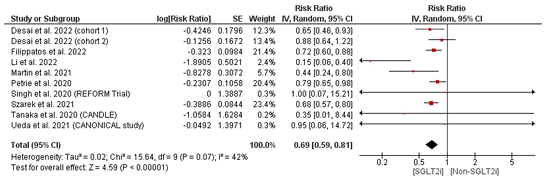 Risk Ratio Risk Ratio
Study or Subgroup log[Risk Ratio] SE Weight IV, Random, 95% CI IV, Random, 95% CI
Desai et al. 2022 (cohort 1) -0.4246 0.1796 12.3% 0.65 [0.46, 0.93]
Desai et al. 2022 (cohort 2) -0.1256 0.1672 13.3% 0.88 [0.64, 1.22]
Filippatos et al. 2022 -0.323 0.0984 21.2% 0.72 [0.60, 0.88]
Li et al. 2022 -1.8905 0.5021 2.2% 0.15 [0.06, 0.40]
Martin et al. 2021 -0.8278 0.3072 5.2% 0.44 [0.24, 0.80]
Petrie et al. 2020 -0.2307 0.1058 20.2% 0.79 [0.65, 0.98]
Singh et al. 2020 (REFORM Trial) 0 1.3887 0.3% 1.00 [0.07, 15.21]
Szarek et al. 2021 -0.3886 0.0844 23.4% 0.68 [0.57, 0.80]
Tanaka et al. 2020 (CANDLE) -1.0584 1.6284 0.2% 0.35 [0.01, 8.44]
Ueda et al. 2021 (CANONICAL study) -0.0492 1.3971 0.3% 0.95 [0.06, 14.72]
Total (95% CI) 100.0% 0.69 [0.59, 0.81]
Heterogeneity: Tau² = 0.02; Chi² = 15.64, df = 9 (P = 0.07); I² = 42%
Test for overall effect: Z = 4.59 (P < 0.00001)
0.2 0.5 1 2 5
[SGLT2i] [Non-SGLT2i]